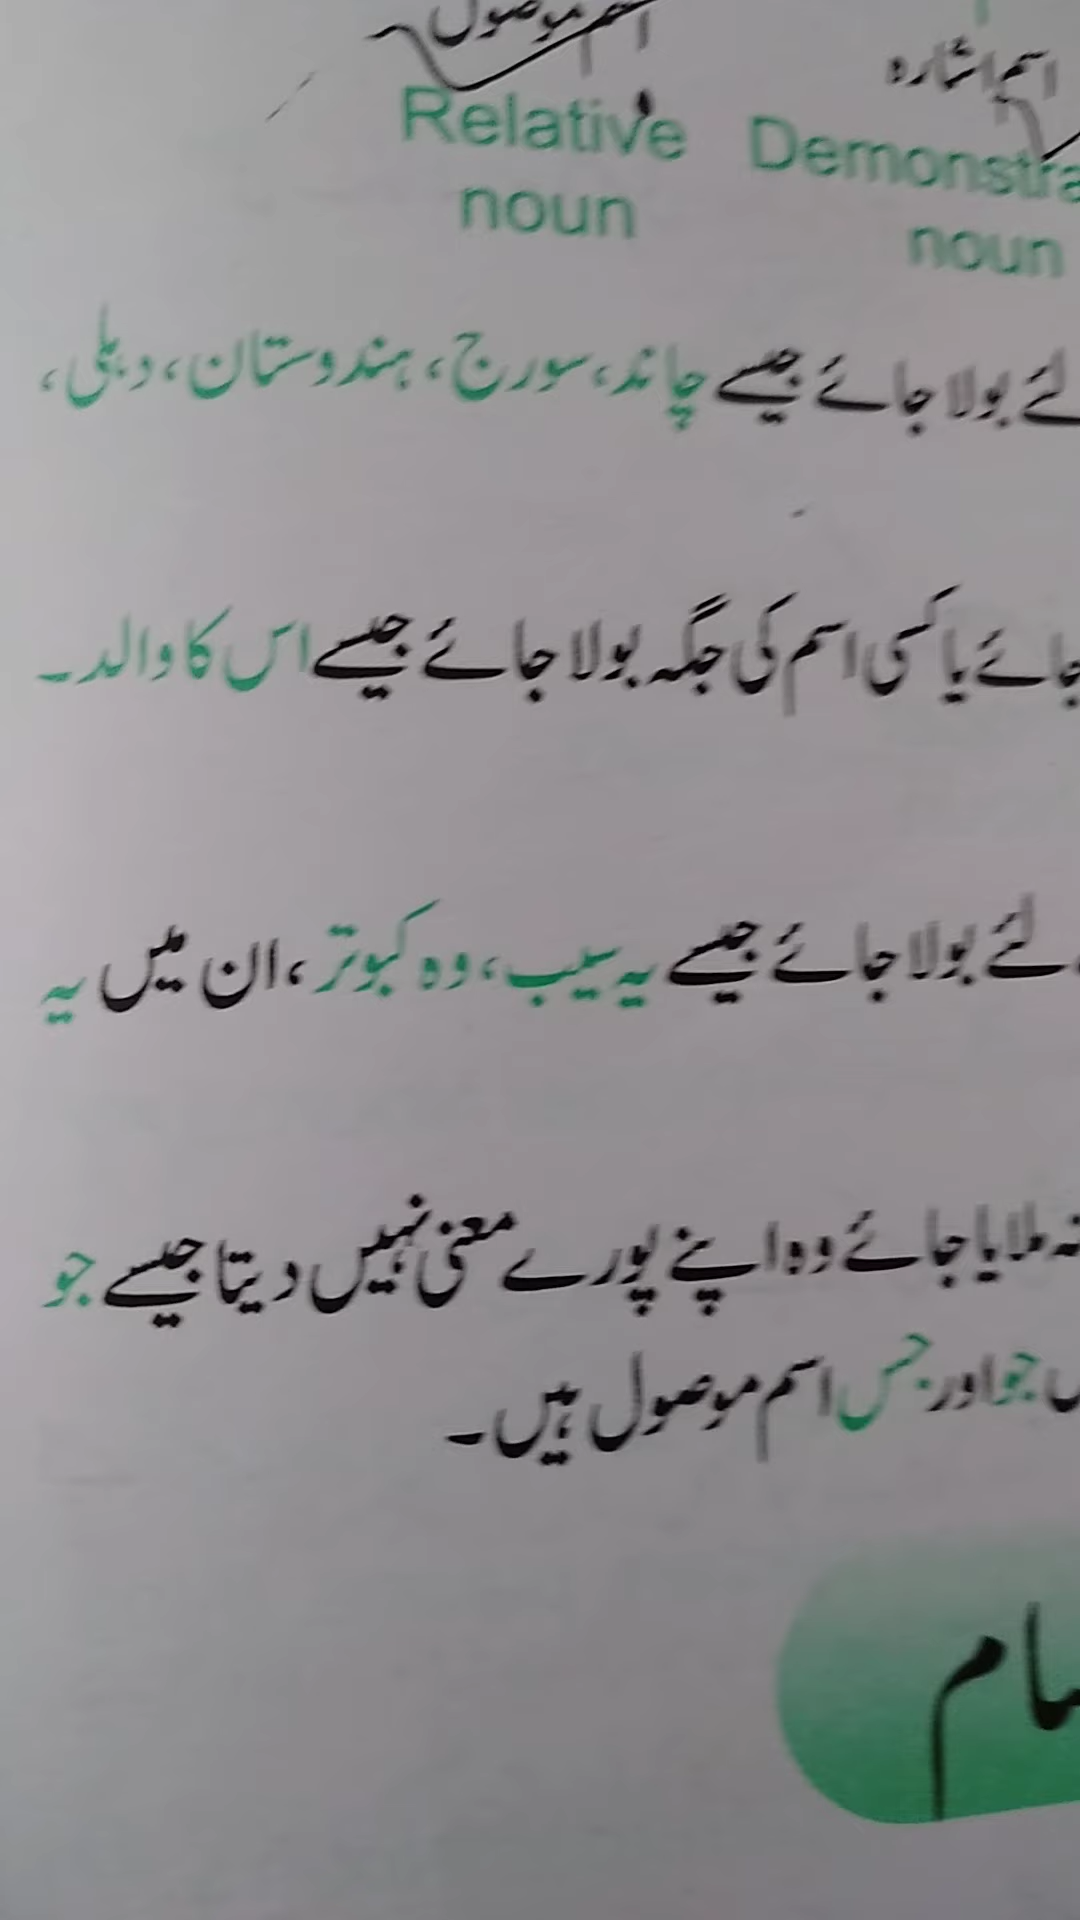 اسم موصول
اسم اشارہ
Relative
noun
Demonstra
noun
لئے بولا جائے جیسے چاند، سورج، ہندوستان، دہلی،
جائے یا کسی اسم کی جگہ بولا جائے جیسے اس کا والد۔
لئے بولا جائے جیسے یہ سیب، وہ کبوتر، ان میں یہ
نہ ملایا جائے وہ اپنے پورے معنی نہیں دیتا جیسے جو
جو اور جس اسم موصول ہیں۔